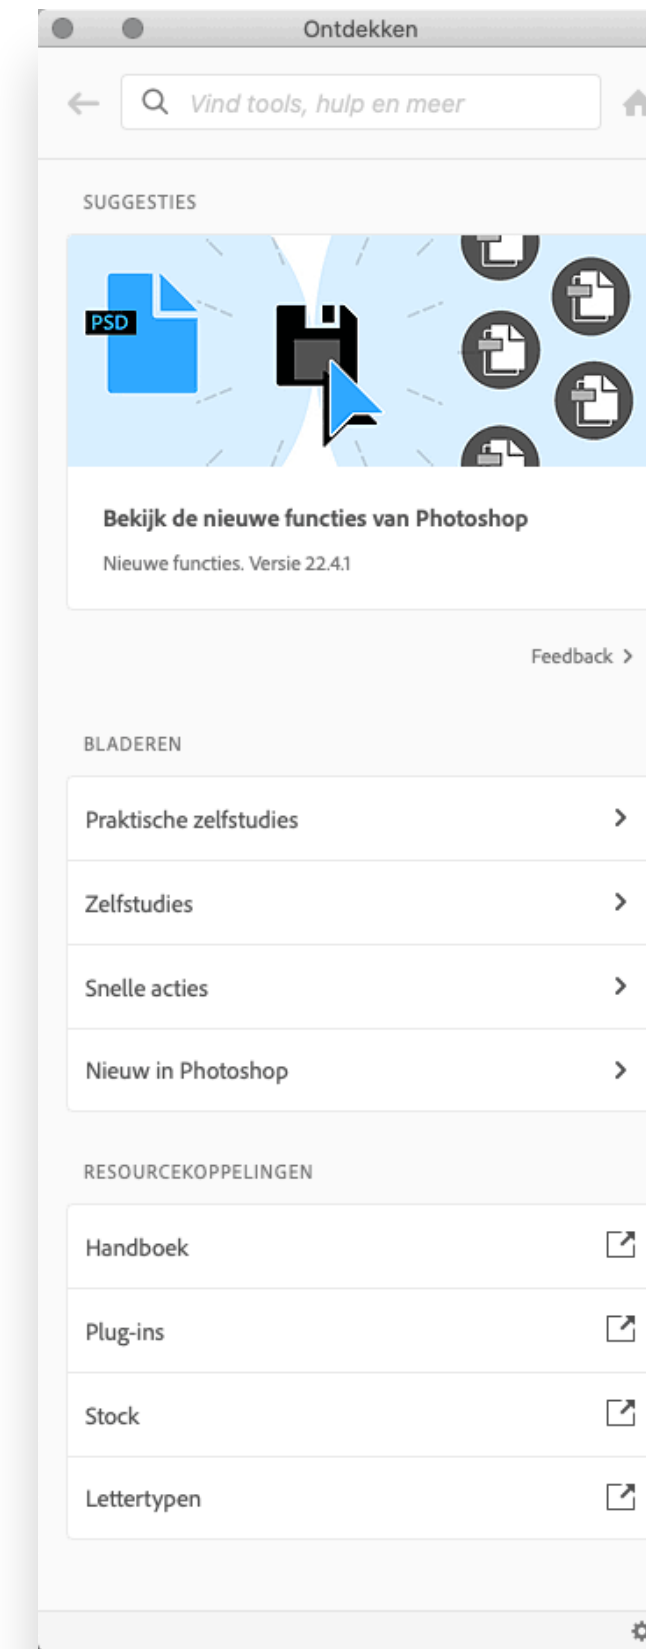 Ontdekken
Vind tools, hulp en meer
SUGGESTIES
PSD
Bekijk de nieuwe functies van Photoshop
Nieuwe functies. Versie 22.4.1
Feedback
BLADEREN
Praktische zelfstudies
Zelfstudies
Snelle acties
Nieuw in Photoshop
RESOURCEKOPPELINGEN
Handboek
Plug-ins
Stock
Lettertypen